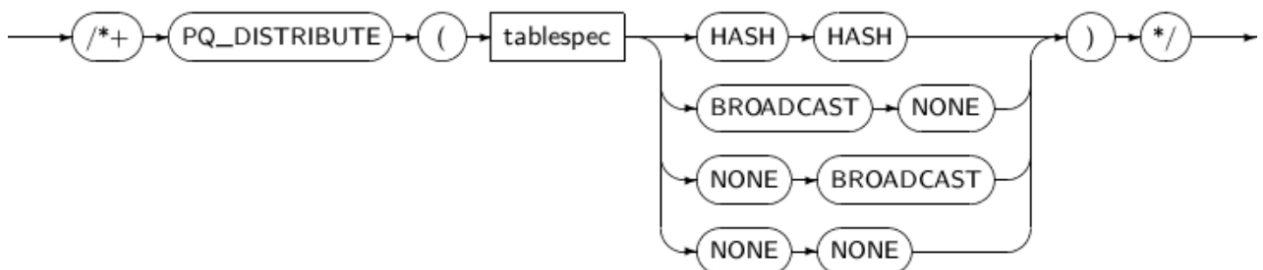 /*+ PQ_DISTRIBUTE ( tablespec HASH HASH ) */
BROADCAST NONE
NONE BROADCAST
NONE NONE